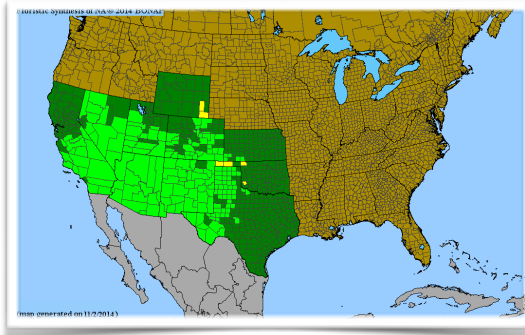 Floristic Synthesis of NA © 2014 BONAP
(map generated on 11/2/2014 )